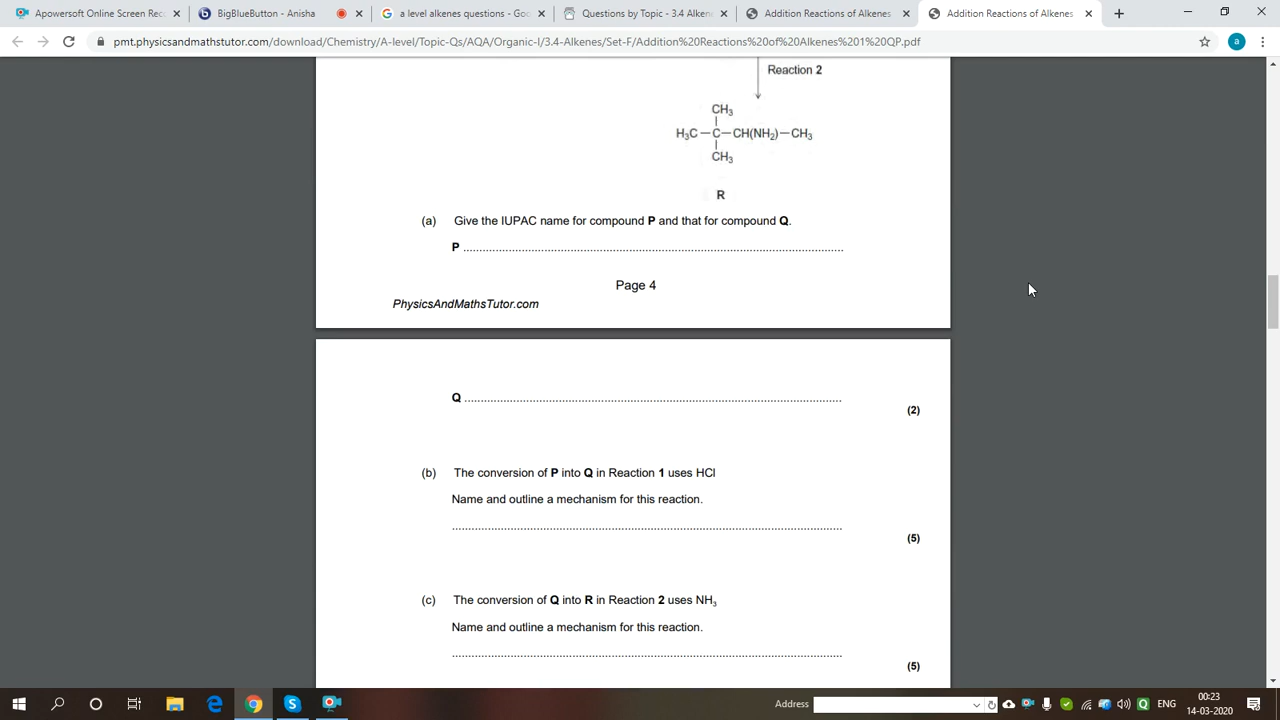 Apowersoft Online Screen Reco
BigBlueButton - Anisha
a level alkenes questions - Goo
Questions by Topic - 3.4 Alkene
Addition Reactions of Alkenes
Addition Reactions of Alkenes
pmt.physicsandmathstutor.com/download/Chemistry/A-level/Topic-Qs/AQA/Organic-I/3.4-Alkenes/Set-F/Addition%20Reactions%20of%20Alkenes%201%20QP.pdf
a
Reaction 2
CH₃
H₃C—C—CH(NH₂)—CH₃
CH₃
R
(a) Give the IUPAC name for compound P and that for compound Q.
P ........................................................................................................................
Page 4
PhysicsAndMathsTutor.com
Q ........................................................................................................................
(2)
(b) The conversion of P into Q in Reaction 1 uses HCl
Name and outline a mechanism for this reaction.
........................................................................................................................
(5)
(c) The conversion of Q into R in Reaction 2 uses NH₃
Name and outline a mechanism for this reaction.
........................................................................................................................
(5)
Address
ENG
00:23
14-03-2020